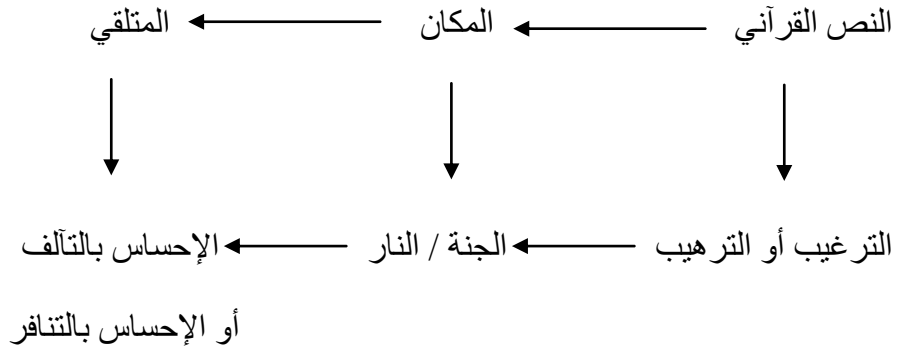 النص القرآني المكان المتلقي
الترغيب أو الترهيب الجنة / النار الإحساس بالتآلف
أو الإحساس بالتنافر